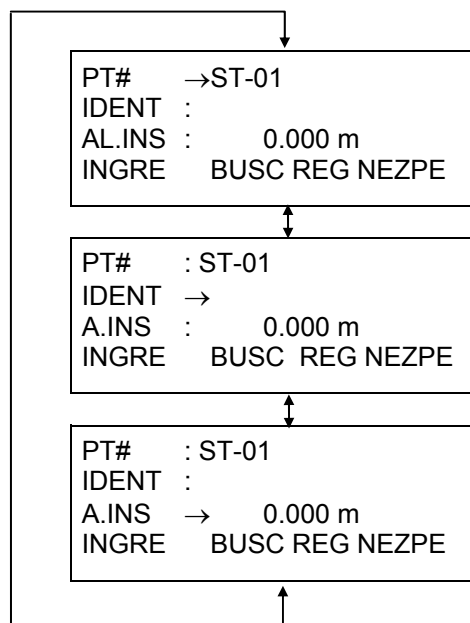 PT# →ST-01
IDENT :
AL.INS : 0.000 m
INGRE BUSC REG NEZPE
PT# : ST-01
IDENT →
A.INS : 0.000 m
INGRE BUSC REG NEZPE
PT# : ST-01
IDENT :
A.INS → 0.000 m
INGRE BUSC REG NEZPE